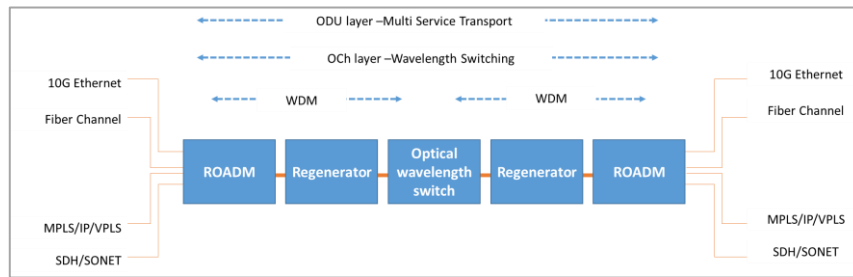 ODU layer –Multi Service Transport
OCh layer –Wavelength Switching
10G Ethernet
10G Ethernet
WDM
WDM
Fiber Channel
Fiber Channel
ROADM
Regenerator
Optical
wavelength
switch
Regenerator
ROADM
MPLS/IP/VPLS
MPLS/IP/VPLS
SDH/SONET
SDH/SONET